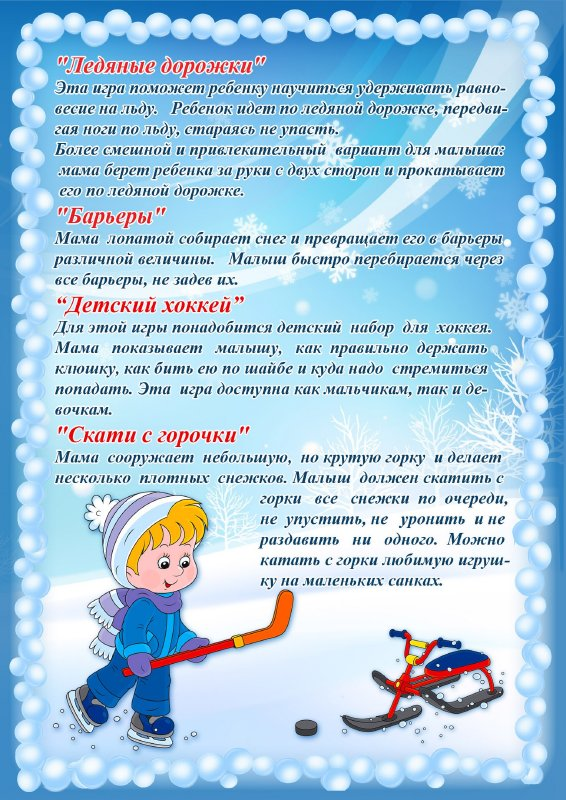 "Ледяные дорожки"
Эта игра поможет ребенку научиться удерживать равно-
весие на льду. Ребенок идет по ледяной дорожке, передви-
гая ноги по льду, стараясь не упасть.
Более смешной и привлекательный вариант для малыша:
мама берет ребенка за руки с двух сторон и прокатывает
его по ледяной дорожке.
"Барьеры"
Мама лопатой собирает снег и превращает его в барьеры
различной величины. Малыш быстро перебирается через
все барьеры, не задев их.
“Детский хоккей”
Для этой игры понадобится детский набор для хоккея.
Мама показывает малышу, как правильно держать
клюшку, как бить ею по шайбе и куда надо стремиться
попадать. Эта игра доступна как мальчикам, так и де-
вочкам.
"Скати с горочки"
Мама сооружает небольшую, но крутую горку и делает
несколько плотных снежков. Малыш должен скатить с
горки все снежки по очереди,
не упустить, не уронить и не
раздавить ни одного. Можно
катать с горки любимую игруш-
ку на маленьких санках.